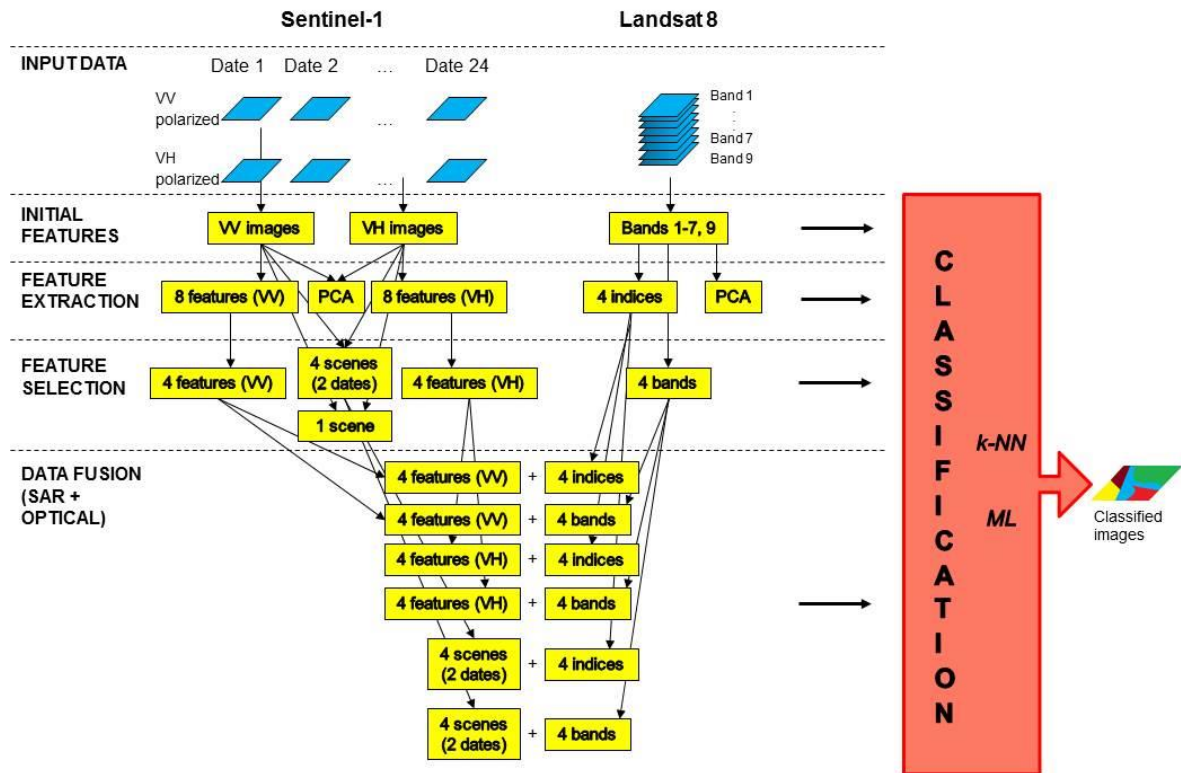 Sentinel-1 Landsat 8
INPUT DATA
Date 1 Date 2 ... Date 24
VV
polarized
...
Band 1
:
Band 7
Band 9
VH
polarized
...
INITIAL
FEATURES
VV images VH images Bands 1-7, 9
FEATURE
EXTRACTION
8 features (VV) PCA 8 features (VH) 4 indices PCA
FEATURE
SELECTION
4 features (VV)
4 scenes
(2 dates)
4 features (VH) 4 bands
1 scene
DATA FUSION
(SAR +
OPTICAL)
4 features (VV) + 4 indices
4 features (VV) + 4 bands
4 features (VH) + 4 indices
4 features (VH) + 4 bands
4 scenes
(2 dates)
+ 4 indices
4 scenes
(2 dates)
+ 4 bands
CLASSIFICATION
k-NN
ML
Classified
images